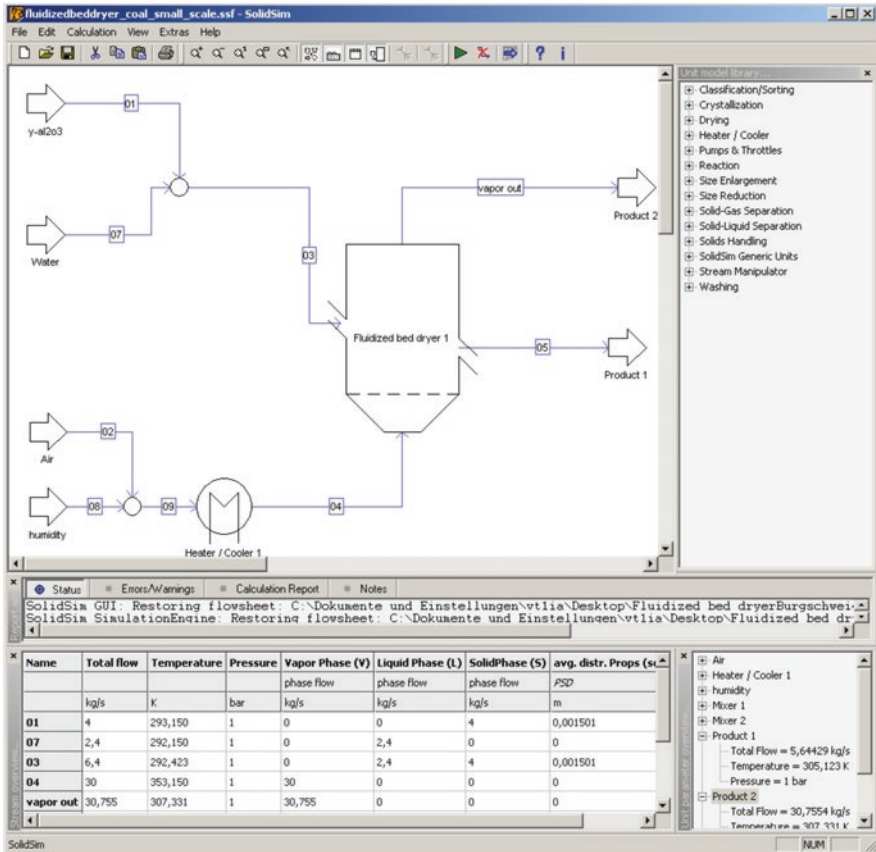 fluidizedbeddryer_coal_small_scale.ssf - SolidSim
File Edit Calculation View Extras Help
y-al2o3
01
Water
07
03
vapor out
Product 2
Fluidized bed dryer 1
05
Product 1
Air
02
humidity
08
09
04
Heater / Cooler 1
Unit model library...
Classification/Sorting
Crystallization
Drying
Heater / Cooler
Pumps & Throttles
Reaction
Size Enlargement
Size Reduction
Solid-Gas Separation
Solid-Liquid Separation
Solids Handling
SolidSim Generic Units
Stream Manipulator
Washing
Status Errors/Warnings Calculation Report Notes
SolidSim GUI: Restoring flowsheet: C:\Dokumente und Einstellungen\vt1ia\Desktop\Fluidized bed dryerBurgschwei
SolidSim SimulationEngine: Restoring flowsheet: C:\Dokumente und Einstellungen\vt1ia\Desktop\Fluidized bed dr
Name Total flow Temperature Pressure Vapor Phase (V) Liquid Phase (L) SolidPhase (S) avg. distr. Props (s
phase flow phase flow phase flow PSD
kg/s K bar kg/s kg/s kg/s m
01 4 293,150 1 0 0 4 0,001501
07 2,4 292,150 1 0 2,4 0 0
03 6,4 292,423 1 0 2,4 4 0,001501
04 30 353,150 1 30 0 0 0
vapor out 30,755 307,331 1 30,755 0 0 0
Stream overview...
Air
Heater / Cooler 1
humidity
Mixer 1
Mixer 2
Product 1
Total Flow = 5,64429 kg/s
Temperature = 305,123 K
Pressure = 1 bar
Product 2
Total Flow = 30,7554 kg/s
Temperature = 307,331 K
Unit parameter overview...
SolidSim
NUM